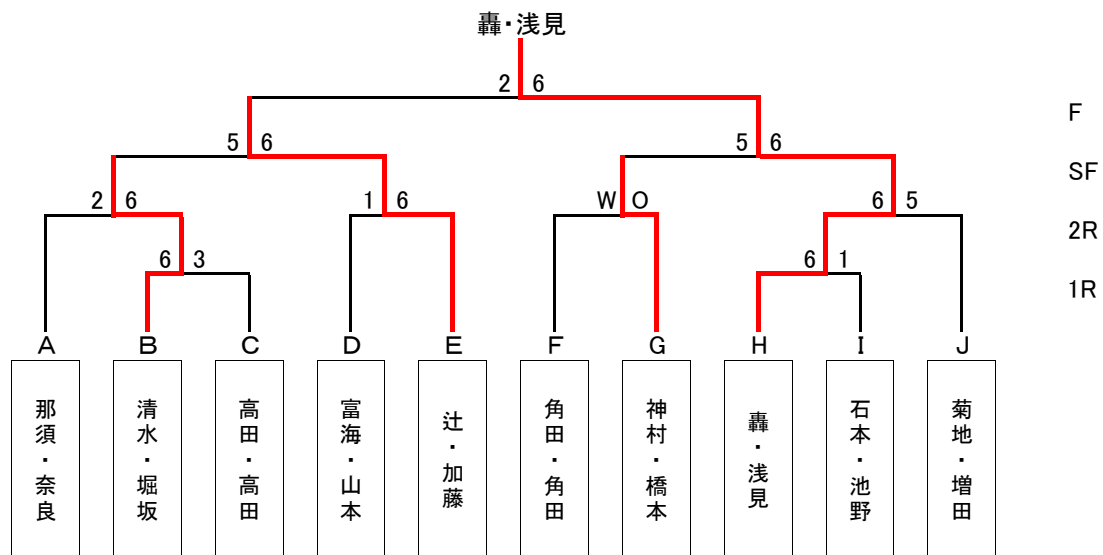 轟・浅見
2 6
F
5 6 5 6
SF
2 6 1 6 W O 6 5
2R
6 3 6 1
1R
A B C D E F G H I J
那須・奈良
清水・堀坂
高田・高田
富海・山本
辻・加藤
角田・角田
神村・橋本
轟・浅見
石本・池野
菊地・増田